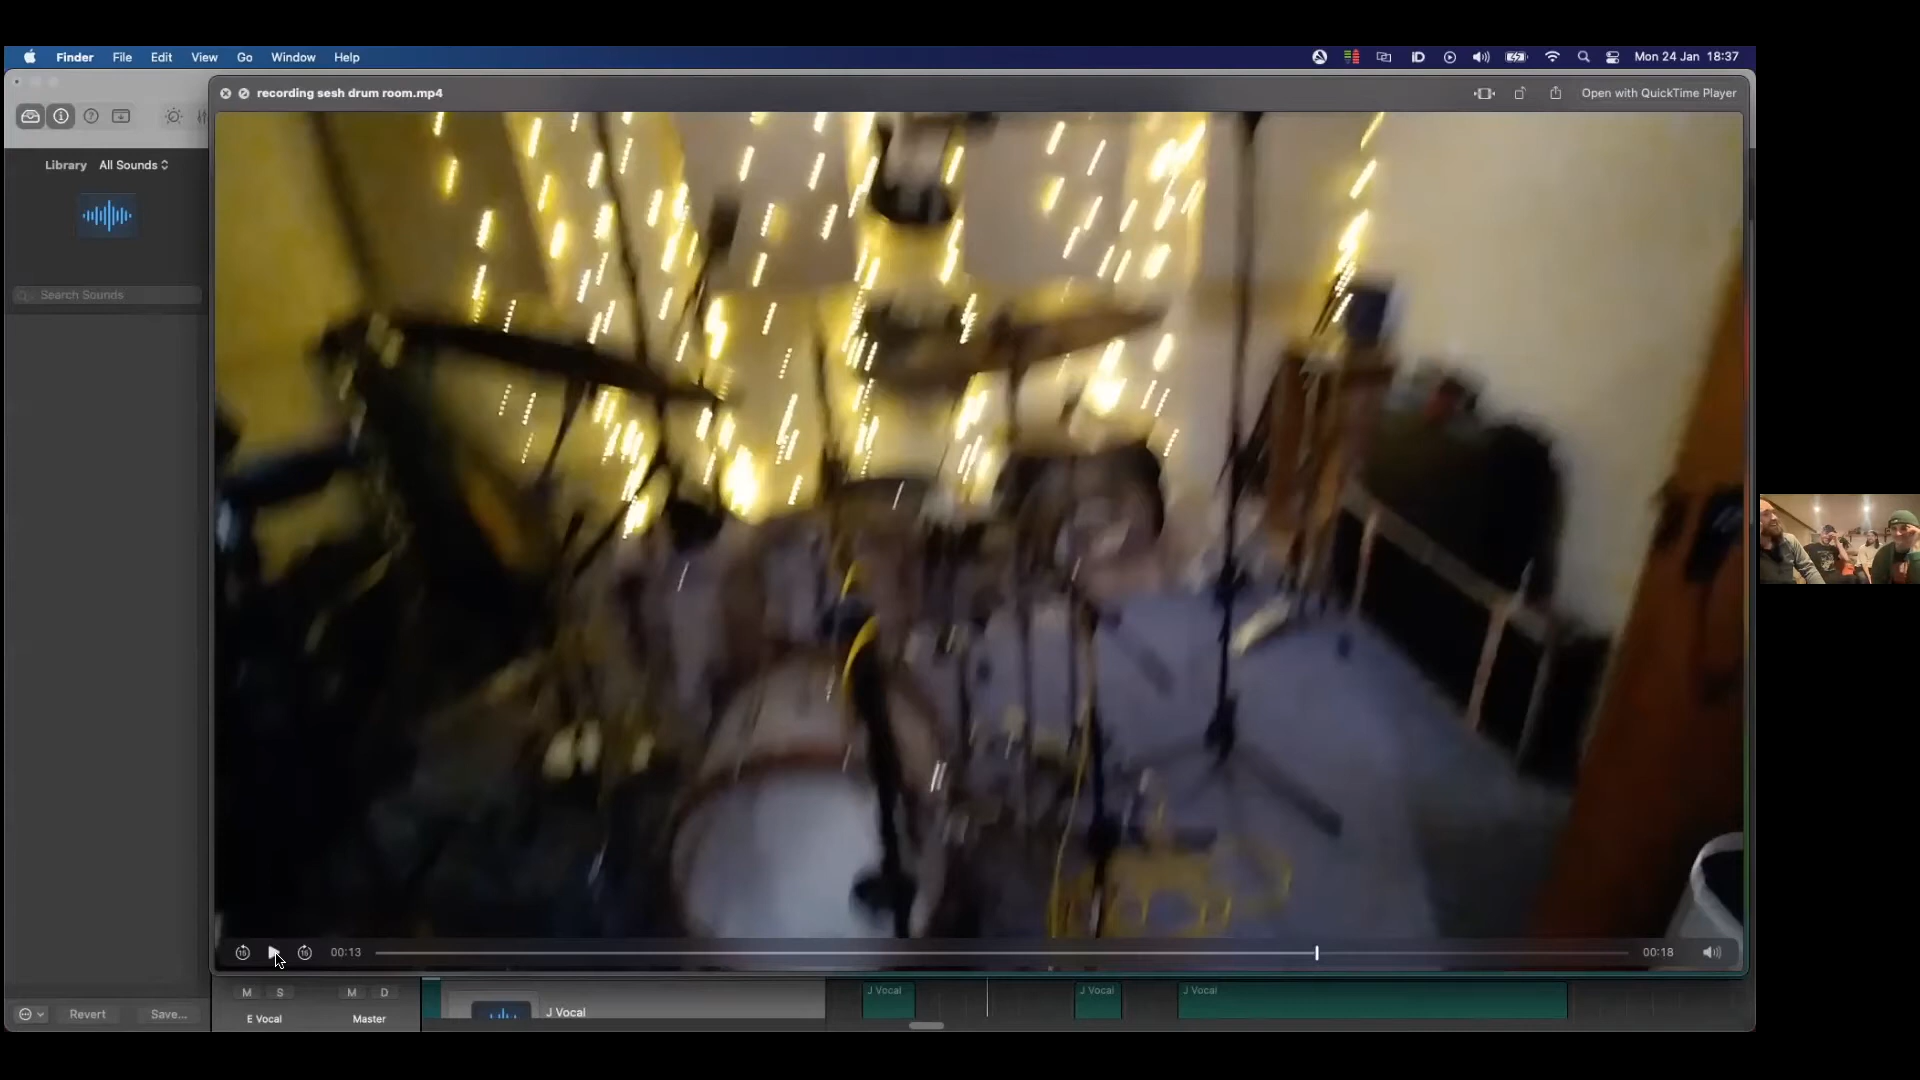 Finder File Edit View Go Window Help
Mon 24 Jan 18:37
recording sesh drum room.mp4
Open with QuickTime Player
Library All Sounds
Search Sounds
15
15
00:13
00:18
M S M D
E Vocal Master
Revert Save...
J Vocal
J Vocal
J Vocal
J Vocal